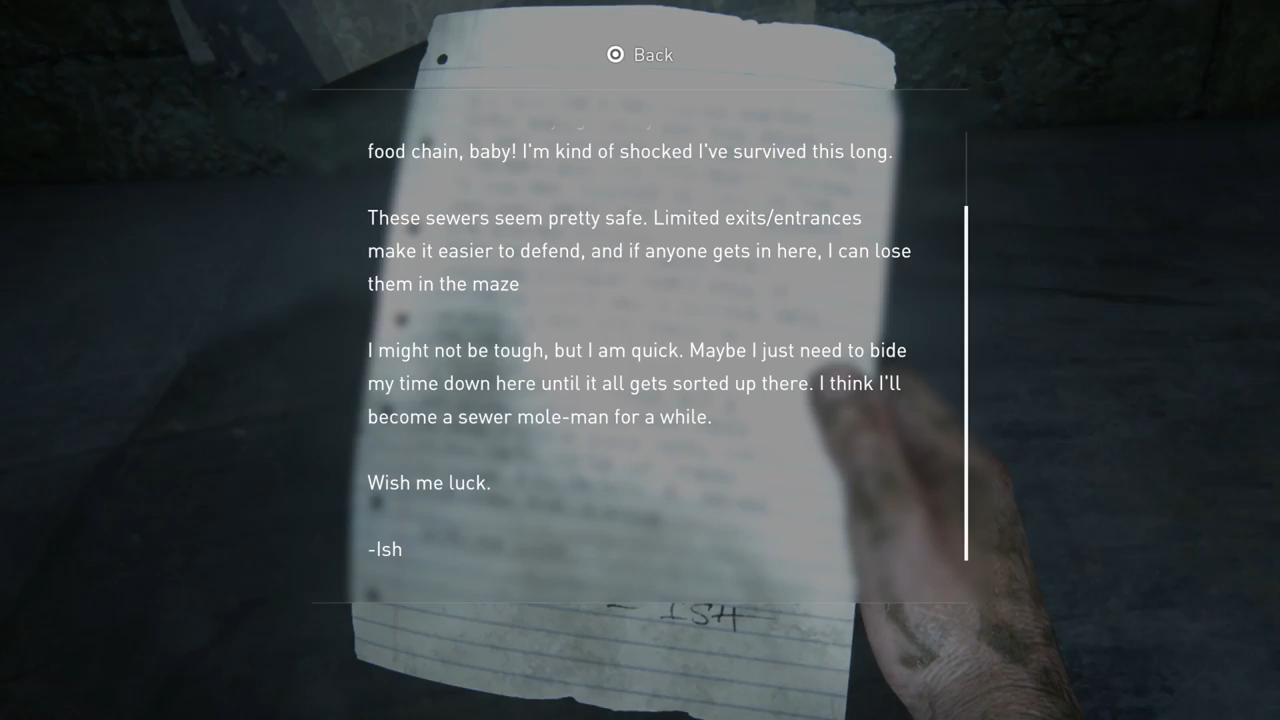 Back
food chain, baby! I'm kind of shocked I've survived this long.
These sewers seem pretty safe. Limited exits/entrances
make it easier to defend, and if anyone gets in here, I can lose
them in the maze
I might not be tough, but I am quick. Maybe I just need to bide
my time down here until it all gets sorted up there. I think I'll
become a sewer mole-man for a while.
Wish me luck.
-Ish
- ISH